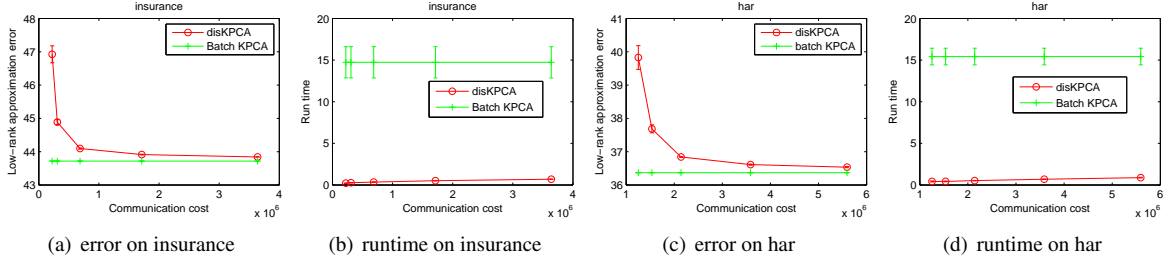 insurance
48
47
46
45
44
43
0
1
2
3
4
x 10^6
Low-rank approximation error
Communication cost
disKPCA
Batch KPCA
(a) error on insurance
insurance
20
15
10
5
0
0
1
2
3
4
x 10^6
Run time
Communication cost
disKPCA
Batch KPCA
(b) runtime on insurance
har
41
40
39
38
37
36
1
2
3
4
5
6
x 10^6
Low-rank approximation error
Communication cost
disKPCA
batch KPCA
(c) error on har
har
20
15
10
5
0
1
2
3
4
5
6
x 10^6
Run time
Communication cost
disKPCA
Batch KPCA
(d) runtime on har